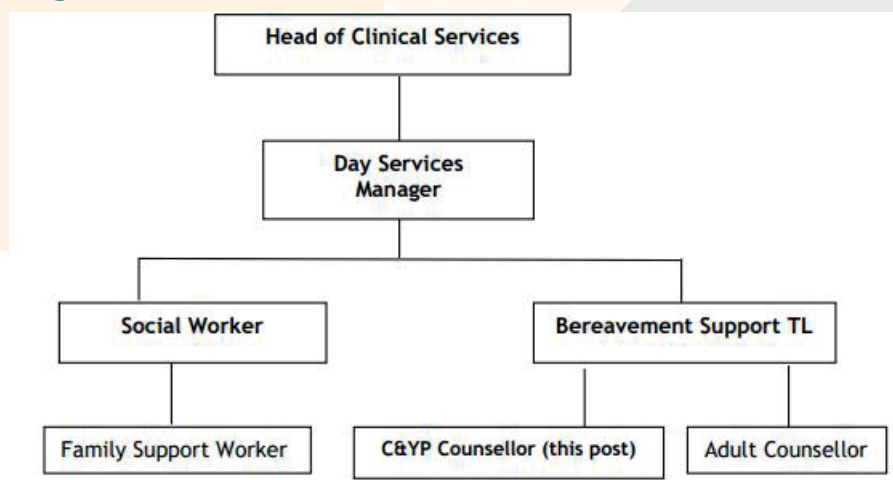 Head of Clinical Services
Day Services
Manager
Social Worker
Bereavement Support TL
Family Support Worker
C&YP Counsellor (this post)
Adult Counsellor